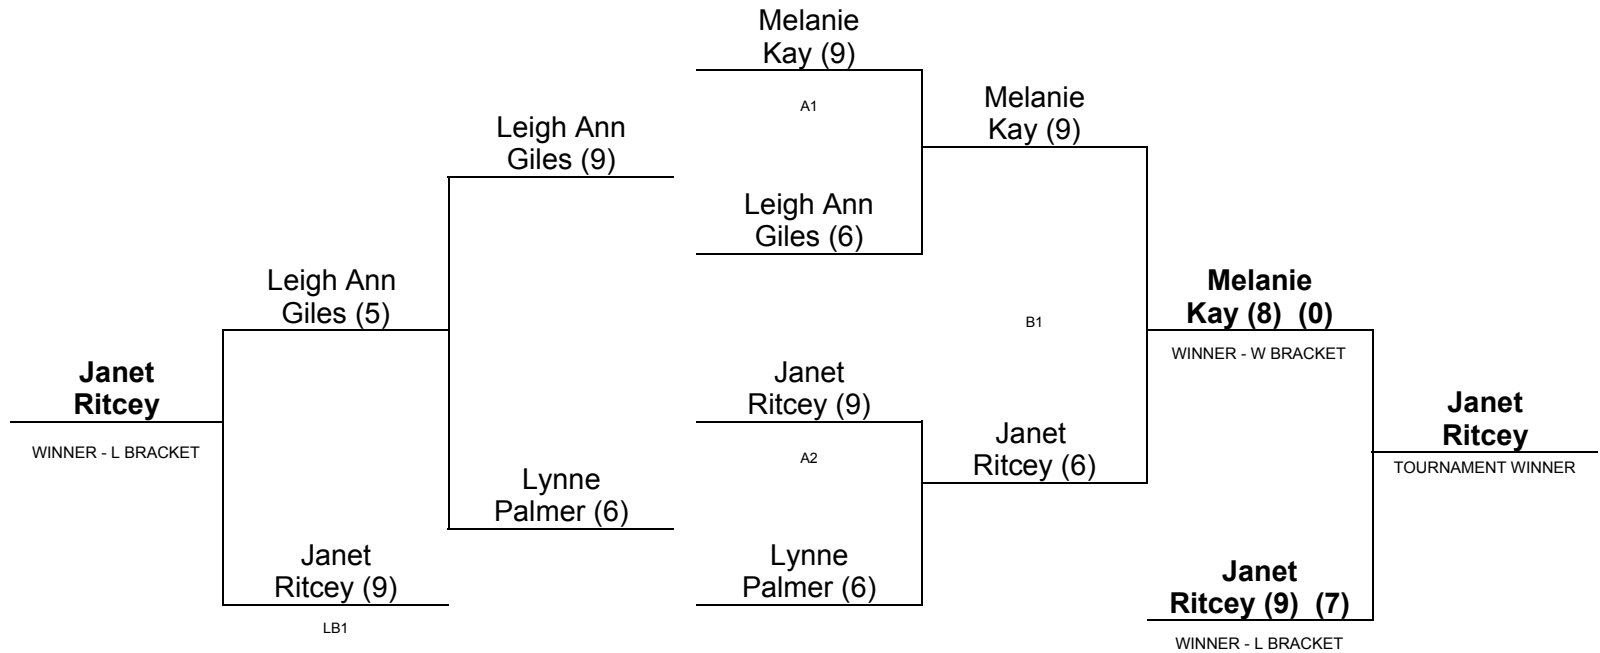 Melanie
Kay (9)
A1
Melanie
Kay (9)
Leigh Ann
Giles (9)
Leigh Ann
Giles (6)
Leigh Ann
Giles (5)
Melanie
Kay (8)  (0)
B1
WINNER - W BRACKET
Janet
Ritcey
WINNER - L BRACKET
Janet
Ritcey (9)
A2
Janet
Ritcey (6)
Janet
Ritcey
TOURNAMENT WINNER
Lynne
Palmer (6)
Janet
Ritcey (9)
LB1
Lynne
Palmer (6)
Janet
Ritcey (9)  (7)
WINNER - L BRACKET